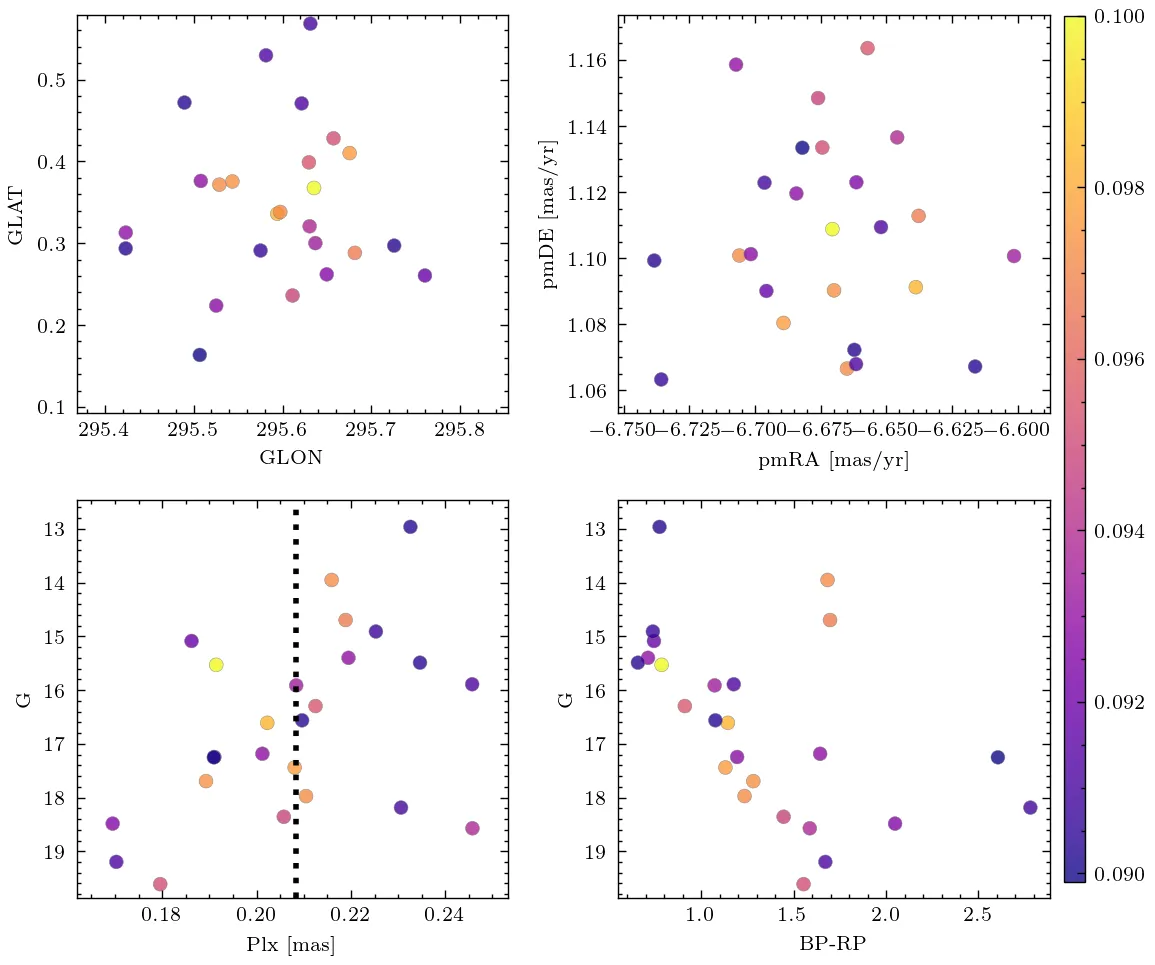 0.5
0.4
0.3
0.2
0.1
GLAT
295.4 295.5 295.6 295.7 295.8
GLON
1.16
1.14
1.12
1.10
1.08
1.06
pmDE [mas/yr]
−6.750 −6.725 −6.700 −6.675 −6.650 −6.625 −6.600
pmRA [mas/yr]
0.100
0.098
0.096
0.094
0.092
0.090
13
14
15
16
17
18
19
G
0.18 0.20 0.22 0.24
Plx [mas]
13
14
15
16
17
18
19
G
1.0 1.5 2.0 2.5
BP-RP